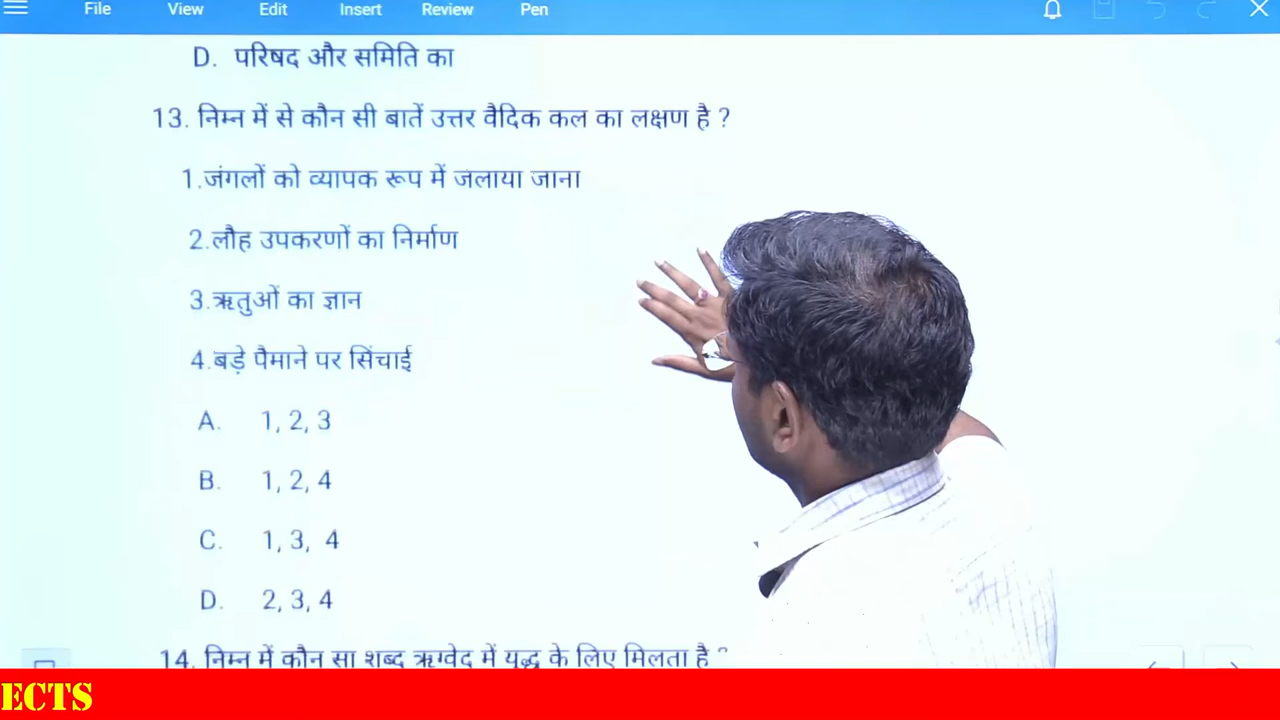 File View Edit Insert Review Pen
D. परिषद और समिति का
13. निम्न में से कौन सी बातें उत्तर वैदिक कल का लक्षण है ?
1.जंगलों को व्यापक रूप में जलाया जाना
2.लौह उपकरणों का निर्माण
3.ऋतुओं का ज्ञान
4.बड़े पैमाने पर सिंचाई
A. 1, 2, 3
B. 1, 2, 4
C. 1, 3, 4
D. 2, 3, 4
14. निम्न में कौन सा शब्द ऋग्वेद में युद्ध के लिए मिलता है ?
ECTS